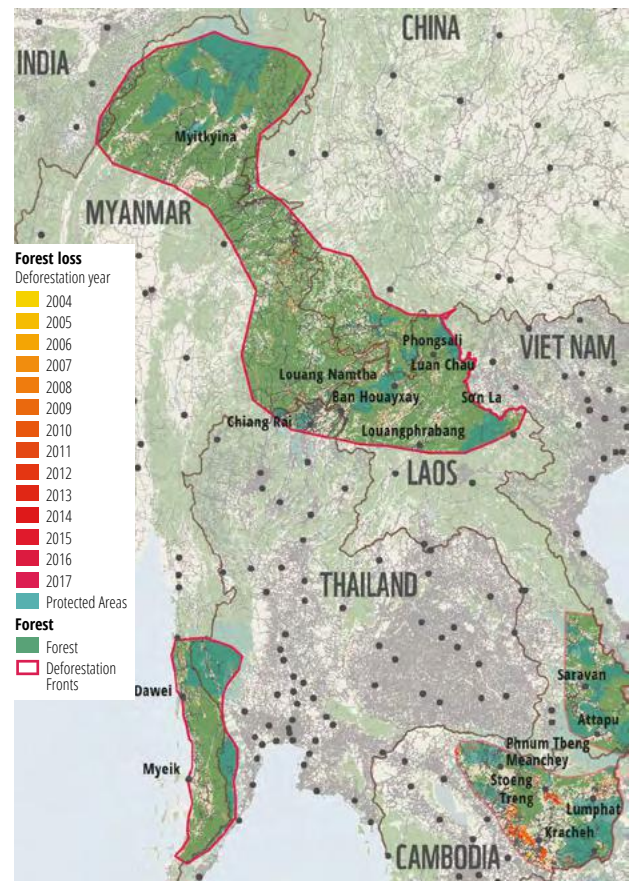 CHINA
INDIA
Myitkyina
MYANMAR
Forest loss
Deforestation year
2004
2005
2006
2007
2008
2009
2010
2011
2012
2013
2014
2015
2016
2017
Protected Areas
Forest
Forest
Deforestation
Fronts
Phongsali
VIET NAM
Luan Chau
Louang Namtha
Ban Houayxay
Sơn La
Chiang Rai
Louangphrabang
LAOS
THAILAND
Saravan
Dawei
Attapu
Phnum Tbeng
Meanchey
Myeik
Stoeng
Treng
Lumphat
Kracheh
CAMBODIA